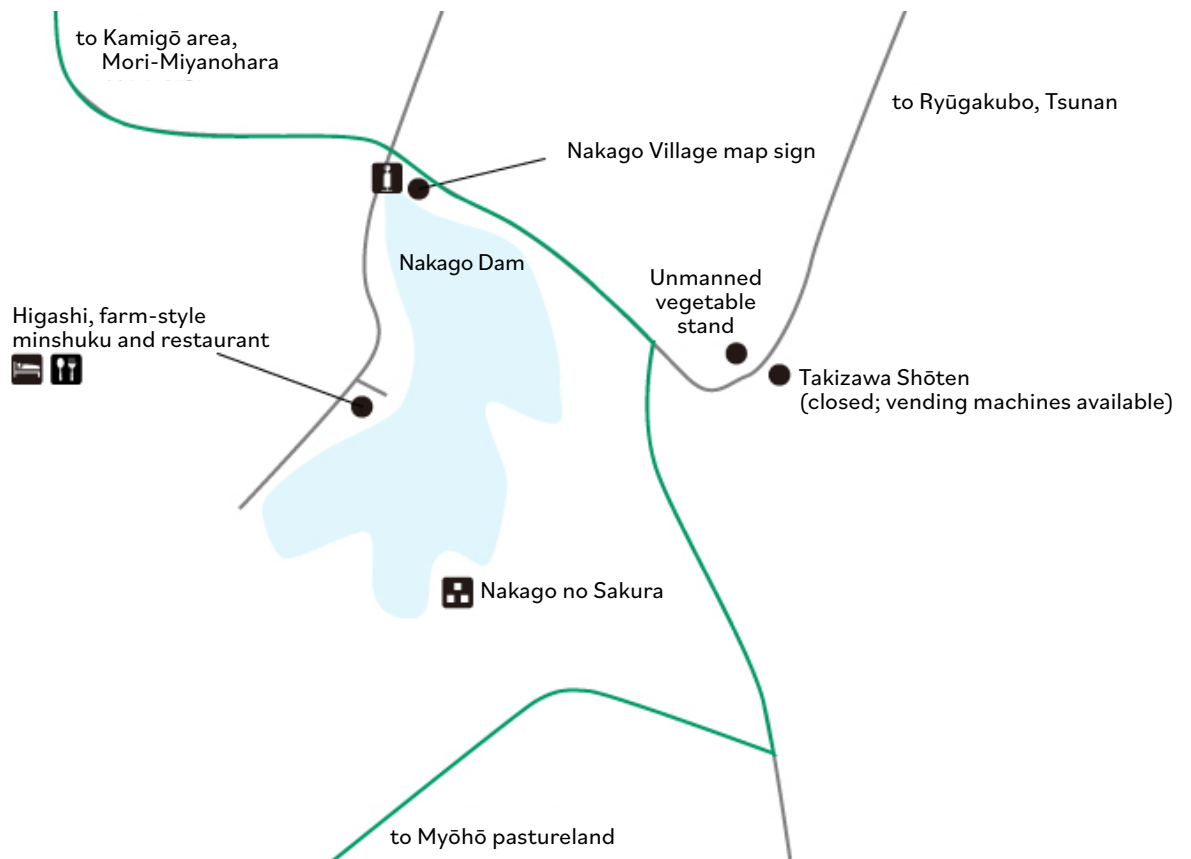 to Kamigō area,
Mori-Miyanohara
to Ryūgakubo, Tsunan
Nakago Village map sign
Nakago Dam
Unmanned
vegetable
stand
Higashi, farm-style
minshuku and restaurant
Takizawa Shōten
(closed; vending machines available)
Nakago no Sakura
to Myōhō pastureland